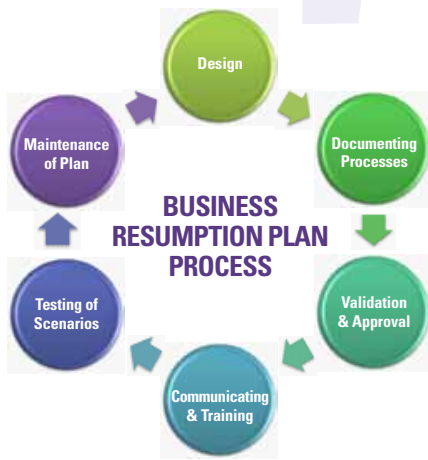 Design
Documenting
Processes
Validation
& Approval
Communicating
& Training
Testing of
Scenarios
Maintenance
of Plan
BUSINESS
RESUMPTION PLAN
PROCESS